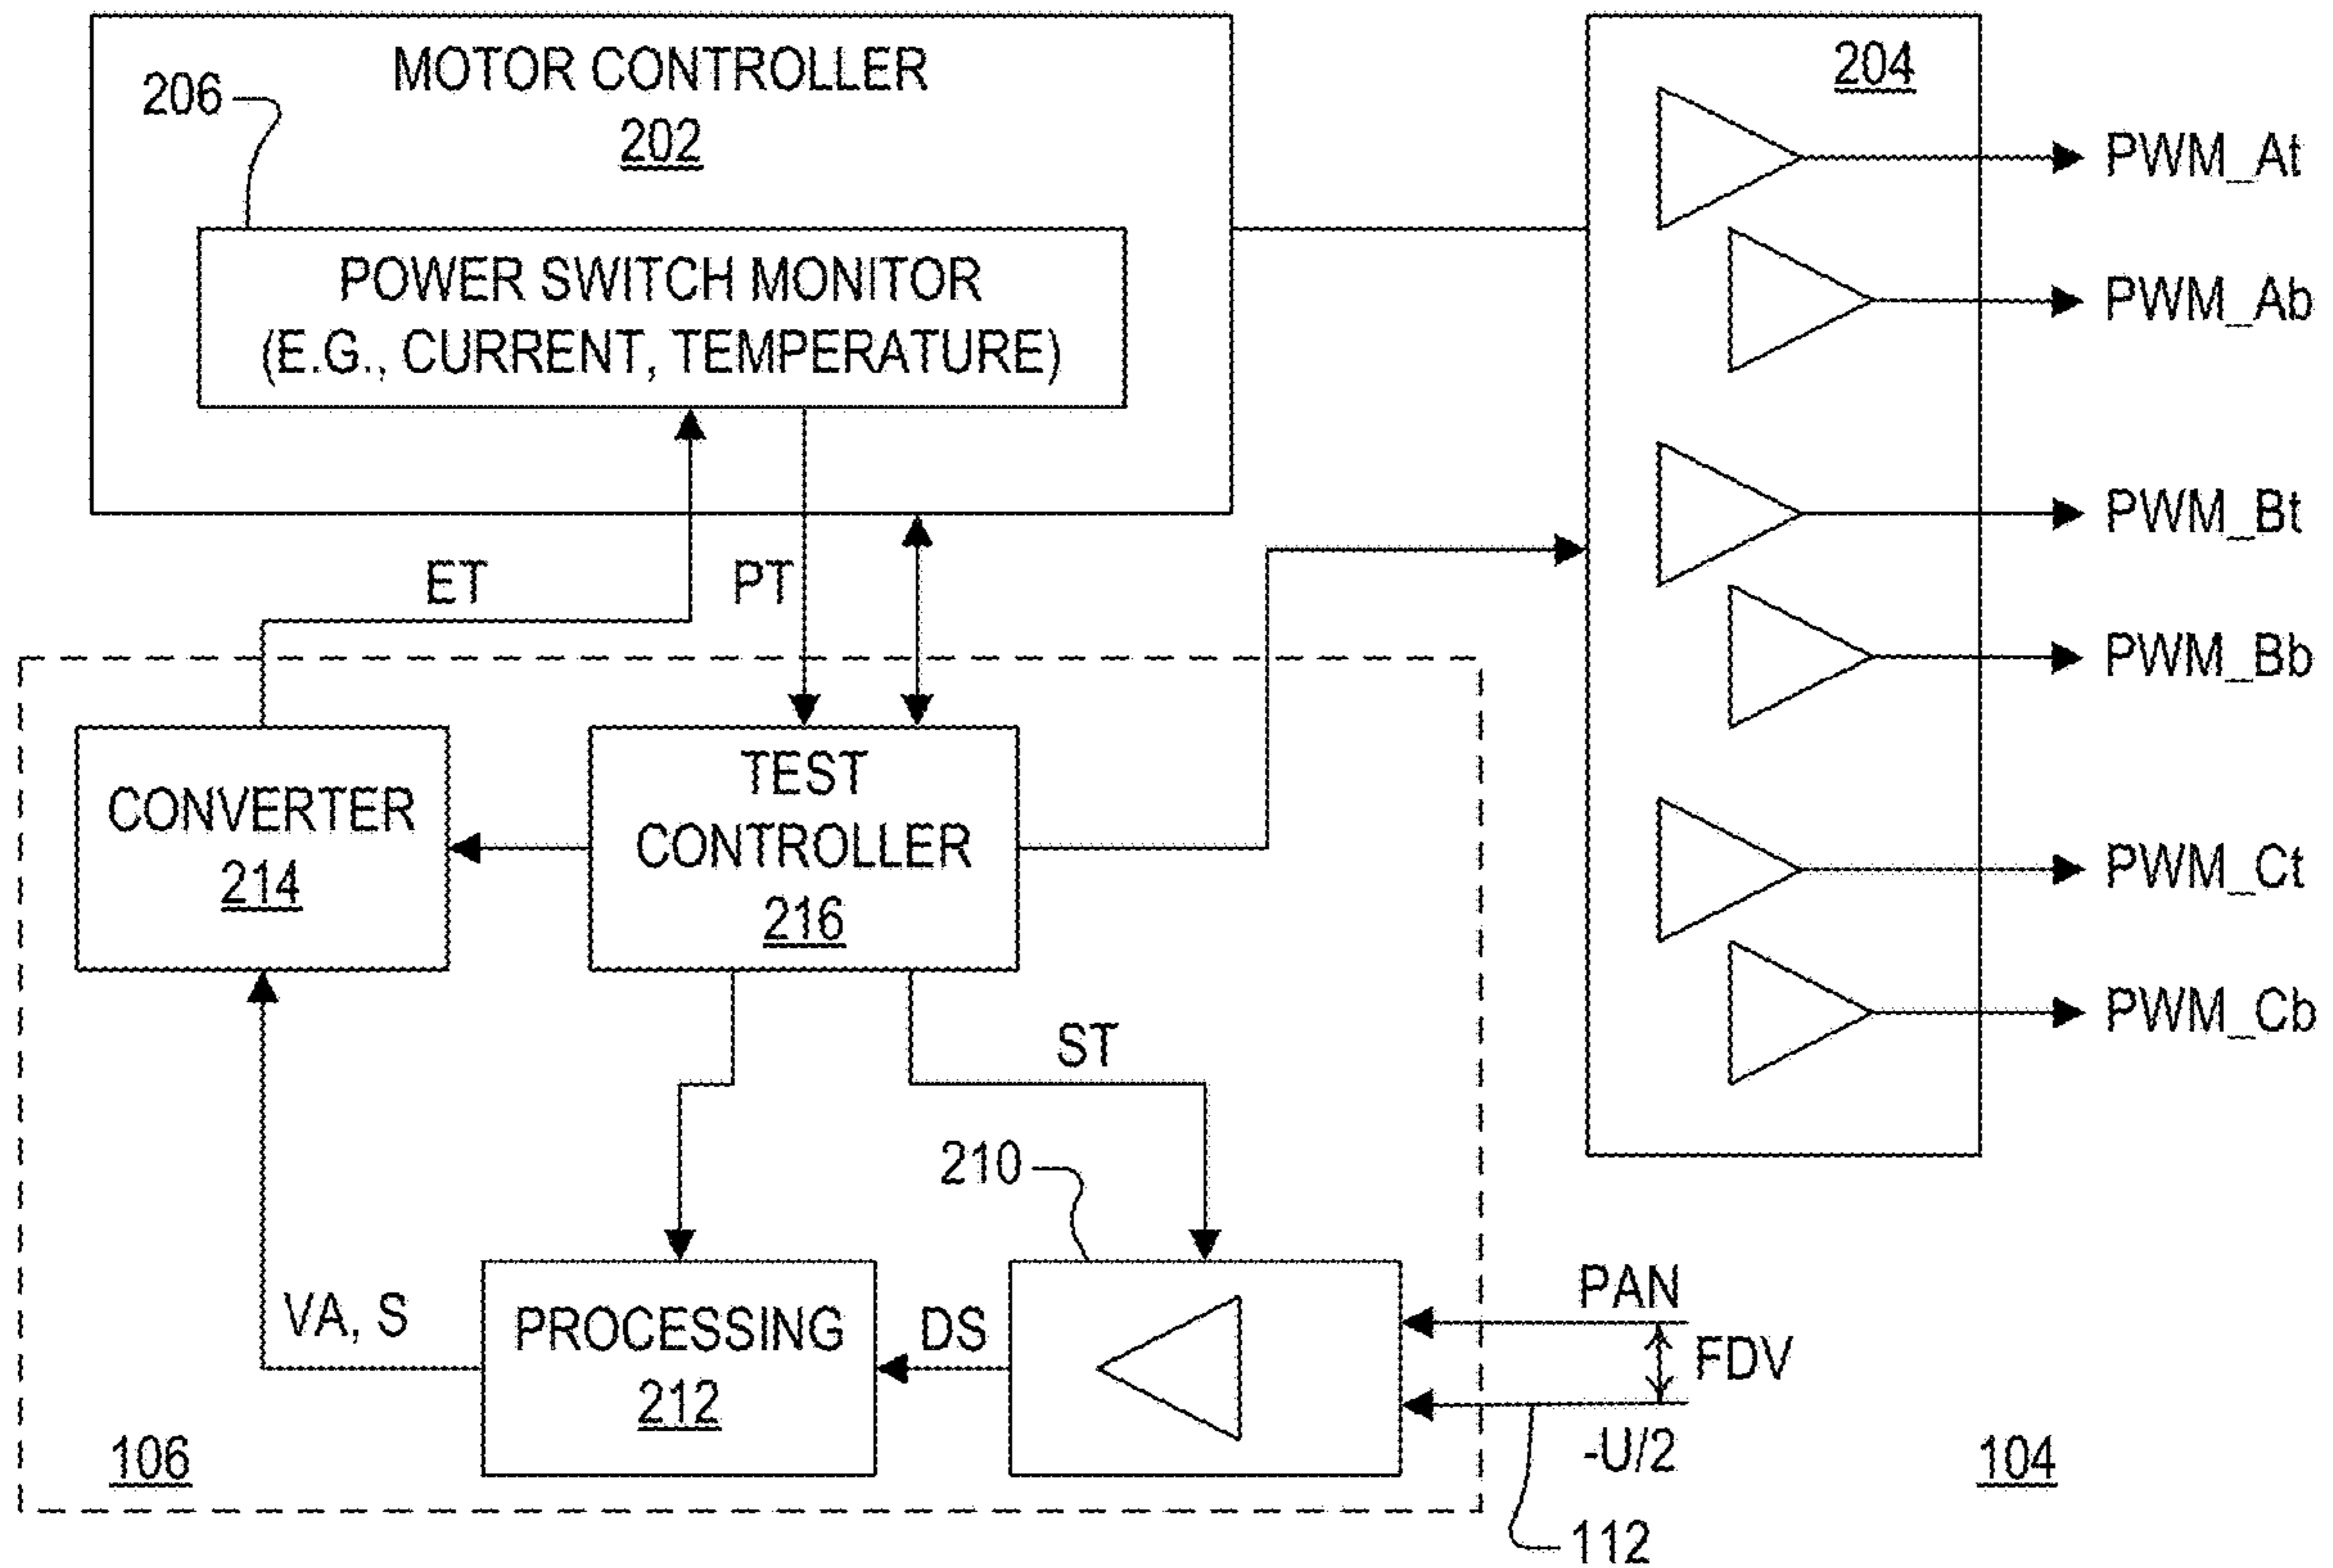 MOTOR CONTROLLER
202
206
POWER SWITCH MONITOR
(E.G., CURRENT, TEMPERATURE)
204
PWM_At
PWM_Ab
PWM_Bt
PWM_Bb
PWM_Ct
PWM_Cb
ET
PT
CONVERTER
214
TEST
CONTROLLER
216
ST
210
VA, S
PROCESSING
212
DS
PAN
FDV
-U/2
112
106
104